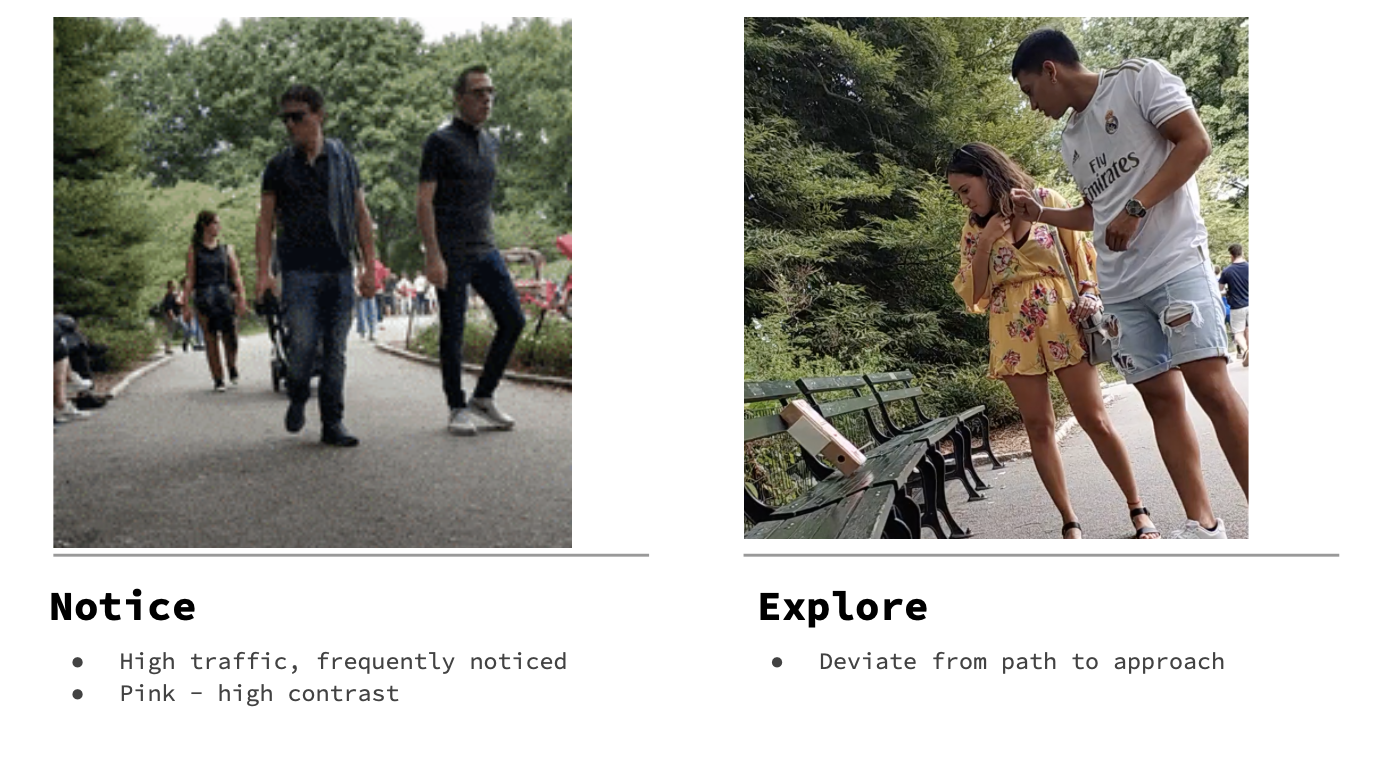 Fly
Emirates
Notice
● High traffic, frequently noticed
● Pink – high contrast
Explore
● Deviate from path to approach